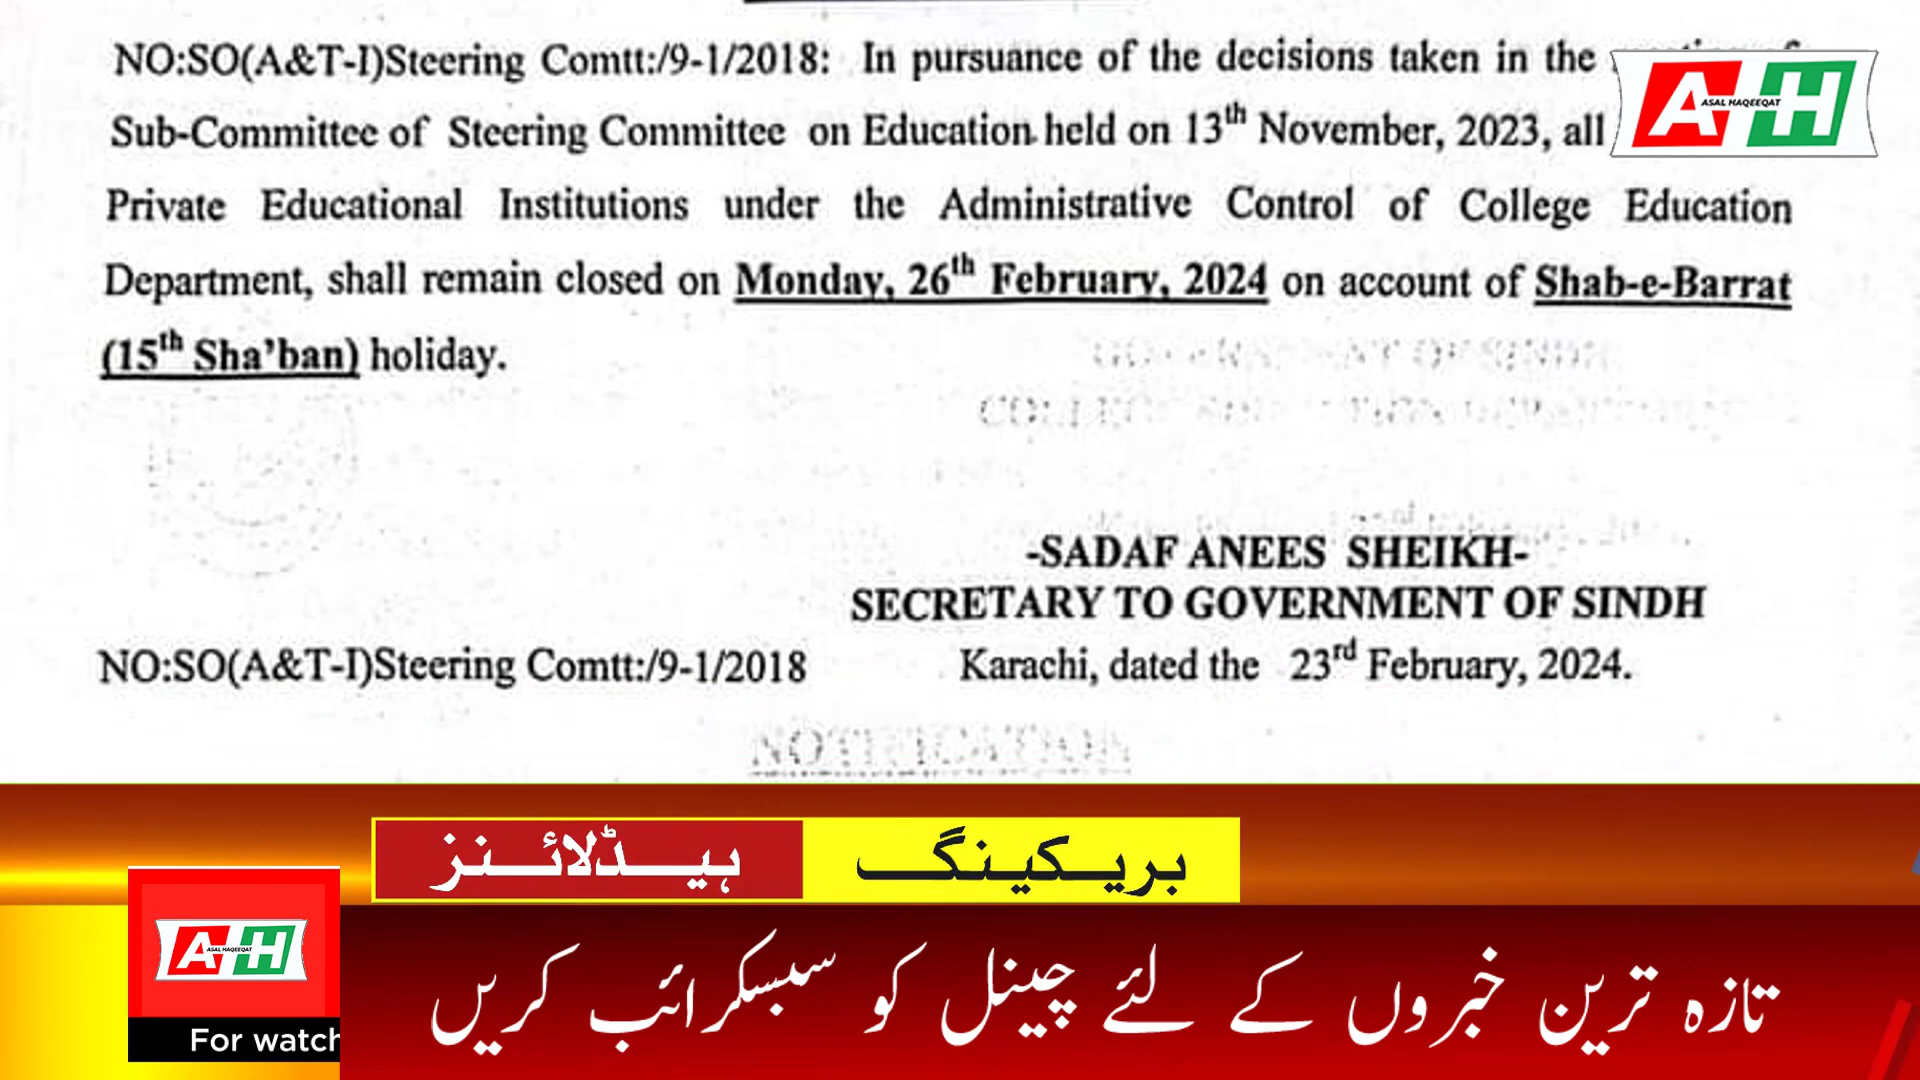 NO:SO(A&T-I)Steering Comtt:/9-1/2018: In pursuance of the decisions taken in the
Sub-Committee of Steering Committee on Education held on 13th November, 2023, all
Private Educational Institutions under the Administrative Control of College Education
Department, shall remain closed on Monday, 26th February, 2024 on account of Shab-e-Barrat
(15th Sha'ban) holiday.
-SADAF ANEES SHEIKH-
SECRETARY TO GOVERNMENT OF SINDH
NO:SO(A&T-I)Steering Comtt:/9-1/2018 Karachi, dated the 23rd February, 2024.
NOTIFICATION
AH
ASAL HAQEEQAT
بریکینگ ہیڈلائنز
تازہ ترین خبروں کے لئے چینل کو سبسکرائب کریں
AH
ASAL HAQEEQAT
For watch